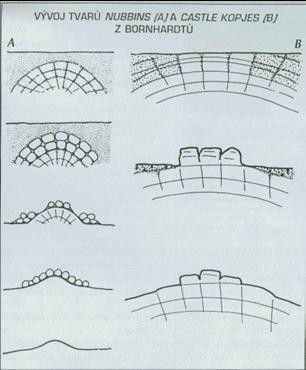 VÝVOJ TVARŮ NUBBINS (A) A CASTLE KOPJES (B)
Z BORNHARDTŮ
A
B